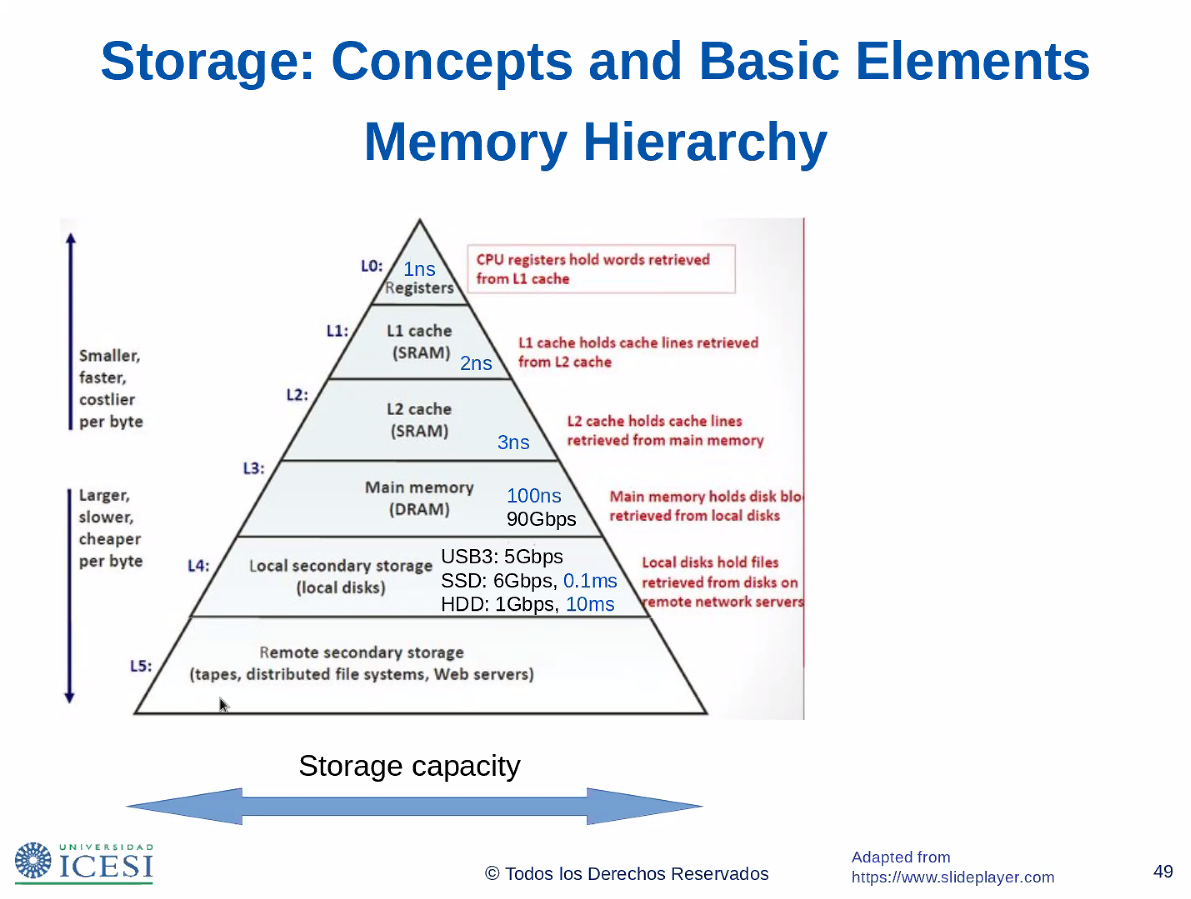 Storage: Concepts and Basic Elements
Memory Hierarchy
L0:
1ns
Registers
CPU registers hold words retrieved
from L1 cache
L1:
L1 cache
(SRAM)
2ns
L1 cache holds cache lines retrieved
from L2 cache
Smaller,
faster,
costlier
per byte
L2:
L2 cache
(SRAM)
3ns
L2 cache holds cache lines
retrieved from main memory
L3:
Main memory
(DRAM)
100ns
90Gbps
Main memory holds disk blo
retrieved from local disks
Larger,
slower,
cheaper
per byte
L4:
Local secondary storage
(local disks)
USB3: 5Gbps
SSD: 6Gbps, 0.1ms
HDD: 1Gbps, 10ms
Local disks hold files
retrieved from disks on
remote network servers
L5:
Remote secondary storage
(tapes, distributed file systems, Web servers)
Storage capacity
UNIVERSIDAD
ICESI
© Todos los Derechos Reservados
Adapted from
https://www.slideplayer.com
49